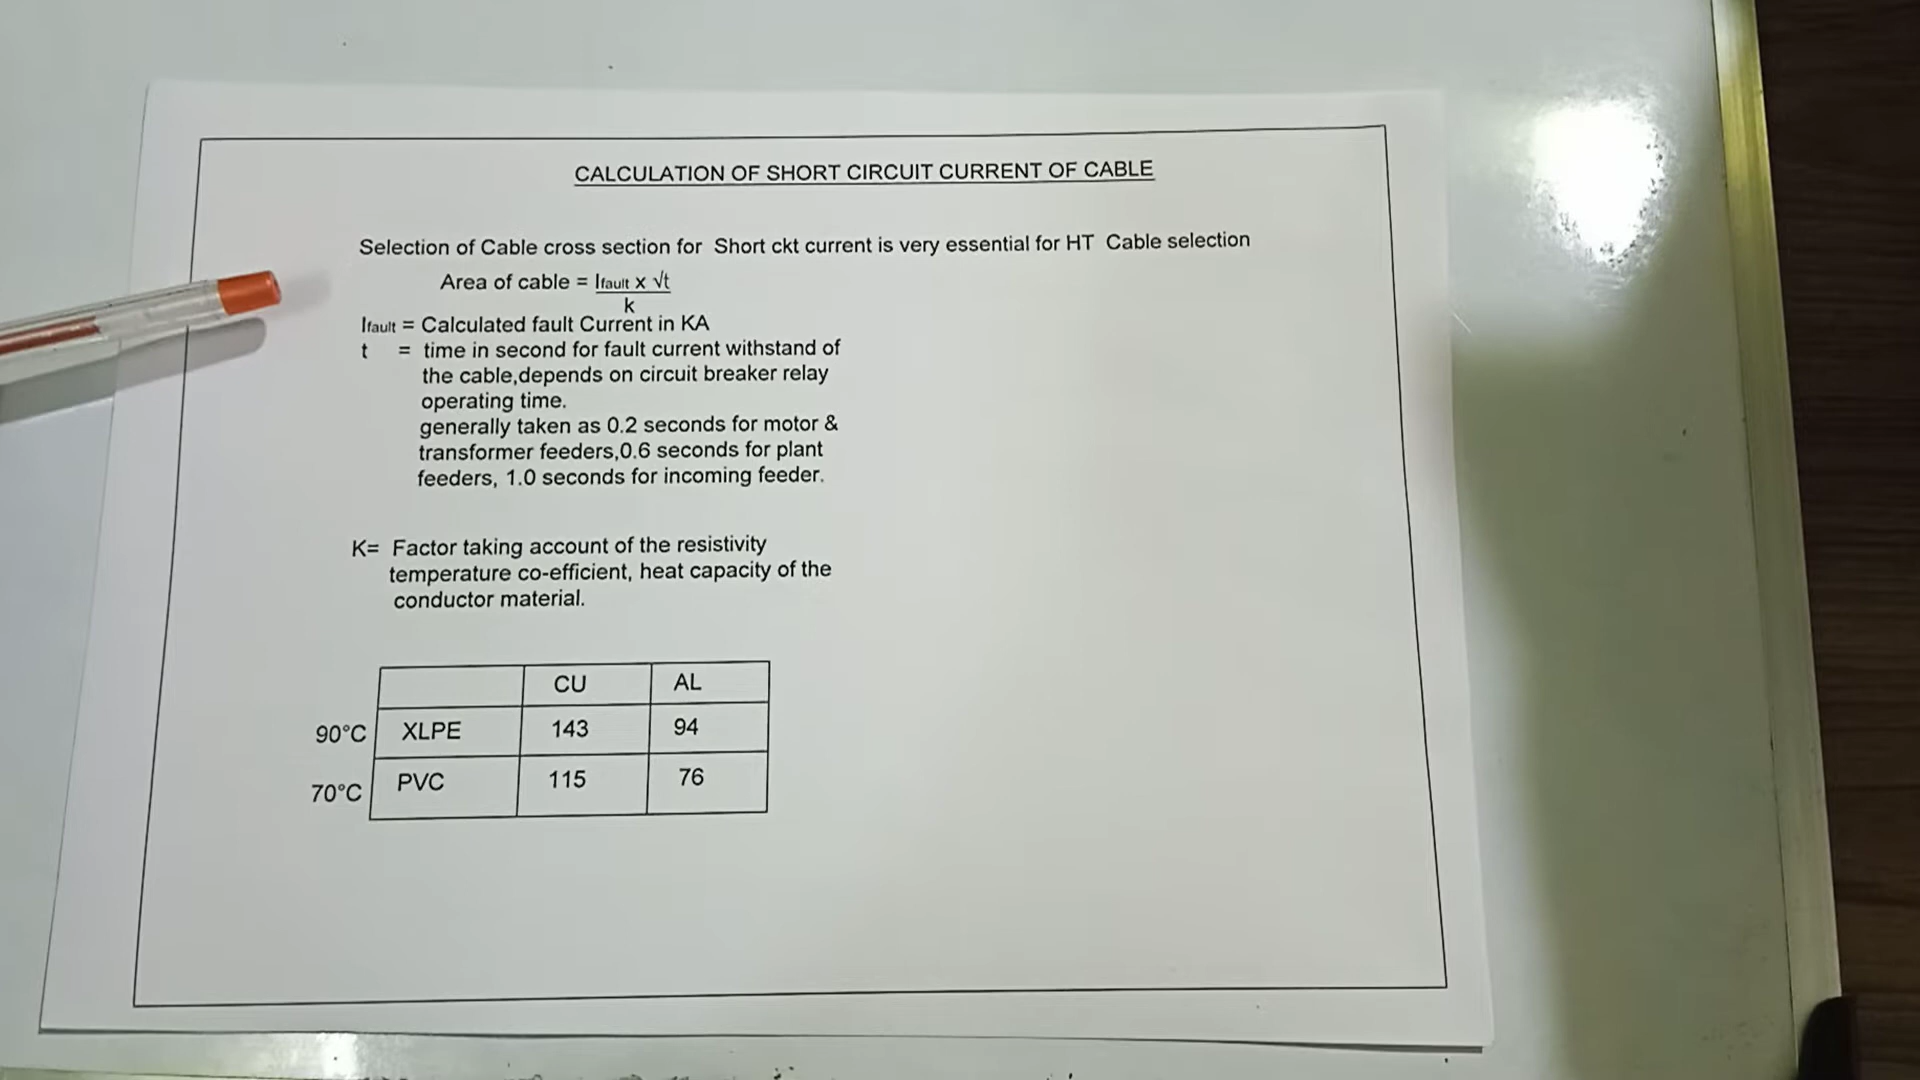 CALCULATION OF SHORT CIRCUIT CURRENT OF CABLE
Selection of Cable cross section for Short ckt current is very essential for HT Cable selection
Area of cable = Ifault x √t
k
Ifault = Calculated fault Current in KA
t = time in second for fault current withstand of
the cable,depends on circuit breaker relay
operating time.
generally taken as 0.2 seconds for motor &
transformer feeders,0.6 seconds for plant
feeders, 1.0 seconds for incoming feeder.
K= Factor taking account of the resistivity
temperature co-efficient, heat capacity of the
conductor material.
CU AL
90°C XLPE 143 94
70°C PVC 115 76